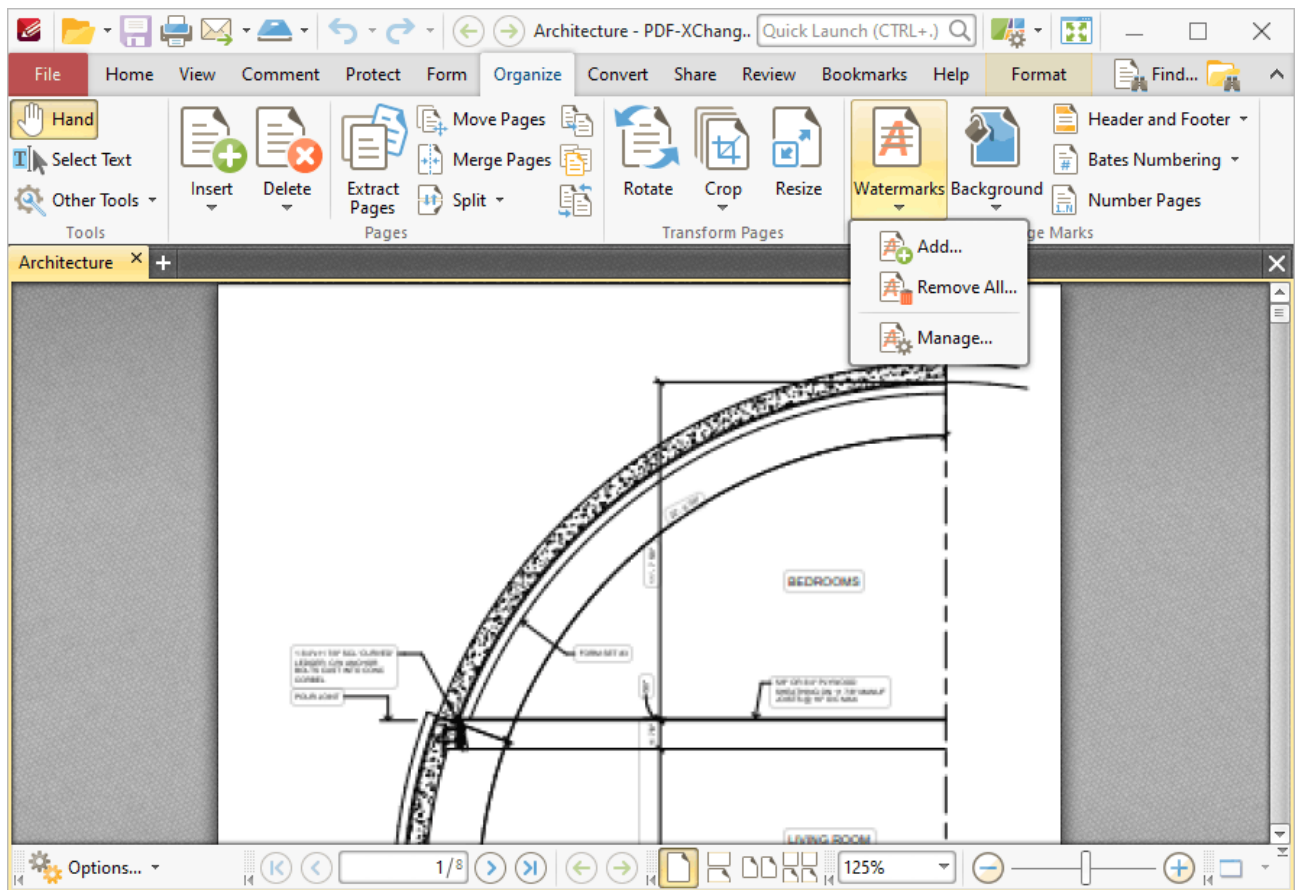 Architecture - PDF-XChang..
Quick Launch (CTRL+.)
File Home View Comment Protect Form Organize Convert Share Review Bookmarks Help Format Find...
Hand
Select Text
Other Tools
Tools
Insert
Delete
Extract
Pages
Move Pages
Merge Pages
Split
Pages
Rotate
Crop
Resize
Transform Pages
Watermarks
Background
Header and Footer
Bates Numbering
Number Pages
ge Marks
Add...
Remove All...
Manage...
Architecture
BEDROOMS
POUR JOINT
LIVING ROOM
Options...
1/8
125%